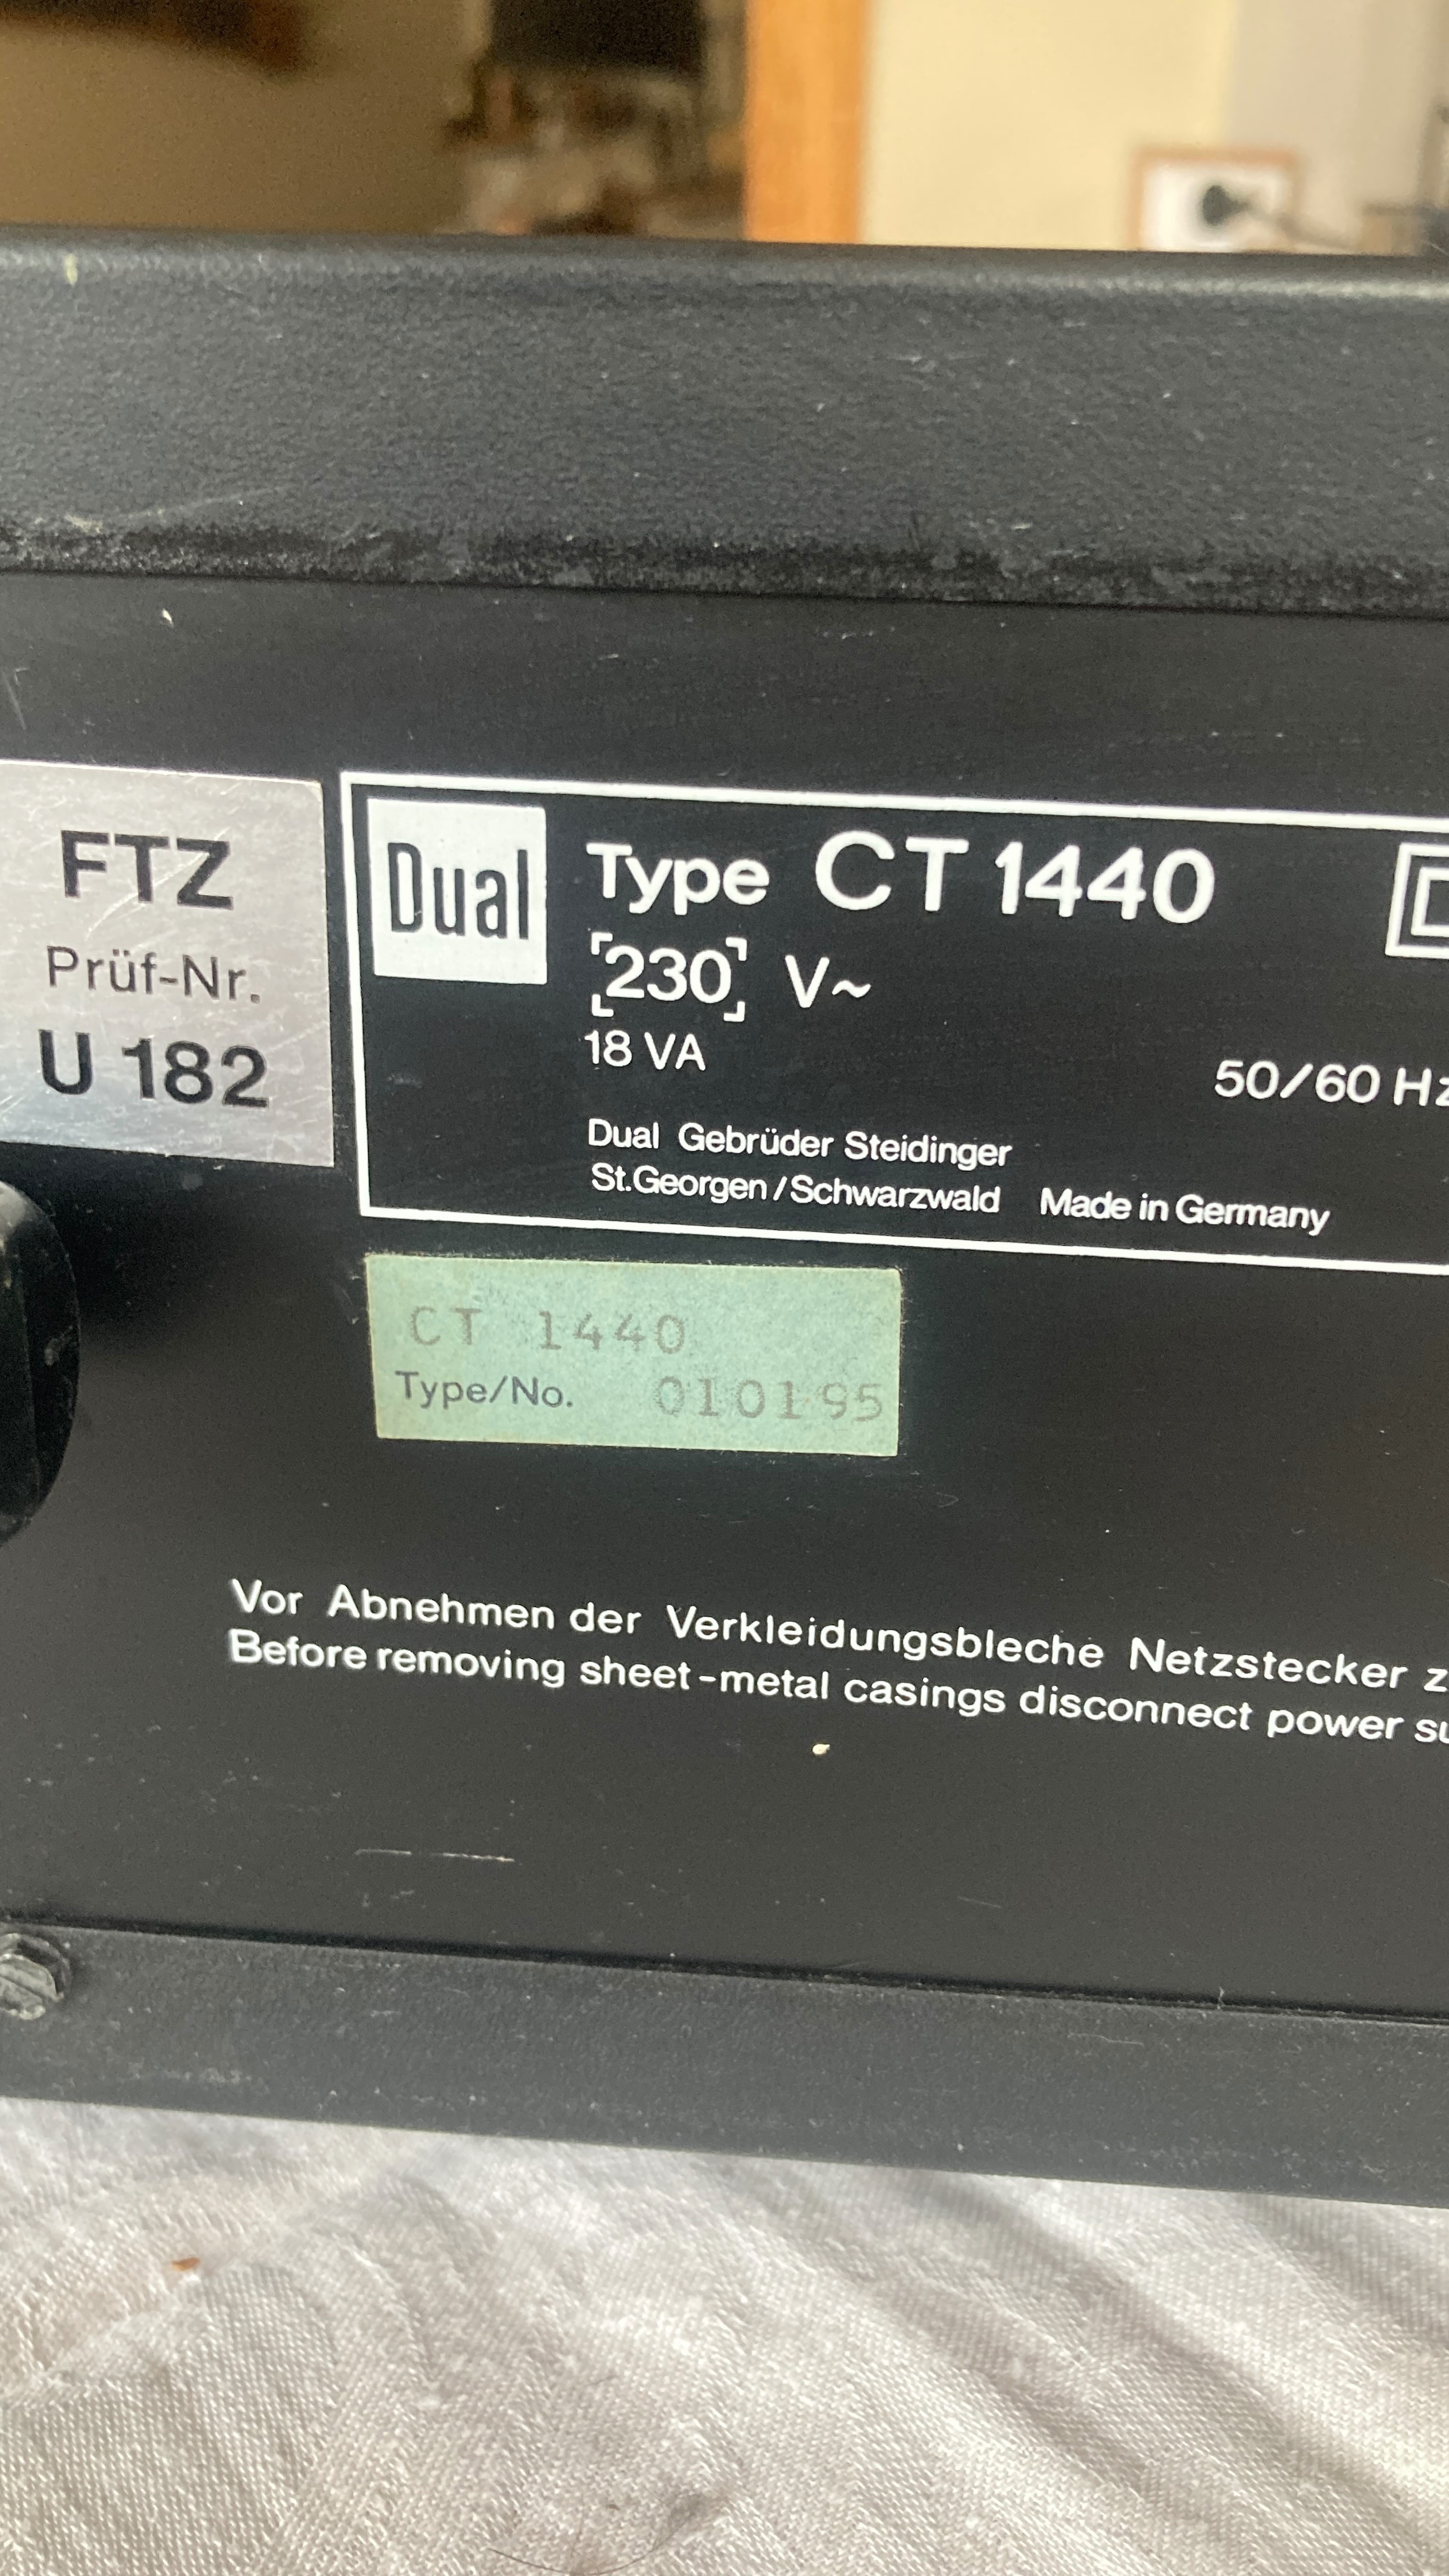 FTZ
Prüf-Nr.
U 182
Dual
Type CT 1440
230 V~
18 VA
50/60 Hz
Dual Gebrüder Steidinger
St.Georgen/Schwarzwald Made in Germany
CT 1440
Type/No. 010195
Vor Abnehmen der Verkleidungsbleche Netzstecker
Before removing sheet-metal casings disconnect power